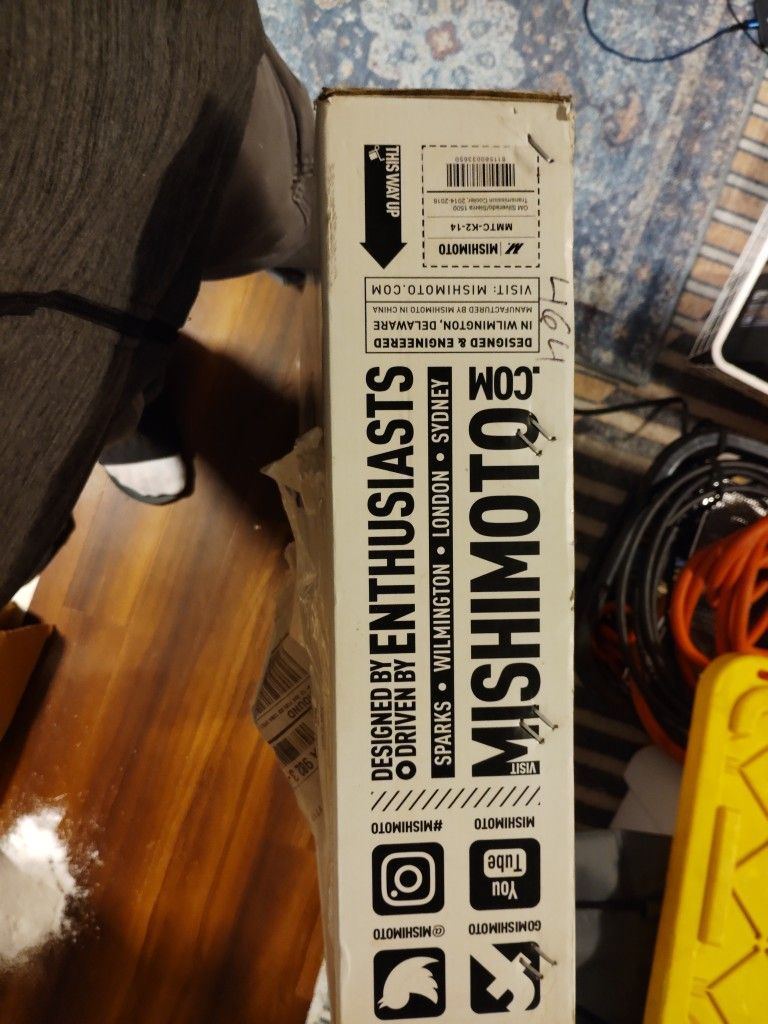 THIS WAY UP
MISHIMOTO
MMTC-K2-14
GM Silverado/Sierra 1500
Transmission Cooler, 2014-2018
DESIGNED & ENGINEERED
IN WILMINGTON, DELAWARE
MANUFACTURED BY MISHIMOTO IN CHINA
VISIT: MISHIMOTO.COM
464
DESIGNED BY
DRIVEN BY ENTHUSIASTS
SPARKS • WILMINGTON • LONDON • SYDNEY
VISIT MISHIMOTO.COM
#MISHIMOTO
MISHIMOTO
You
Tube
@MISHIMOTO
GOMISHIMOTO